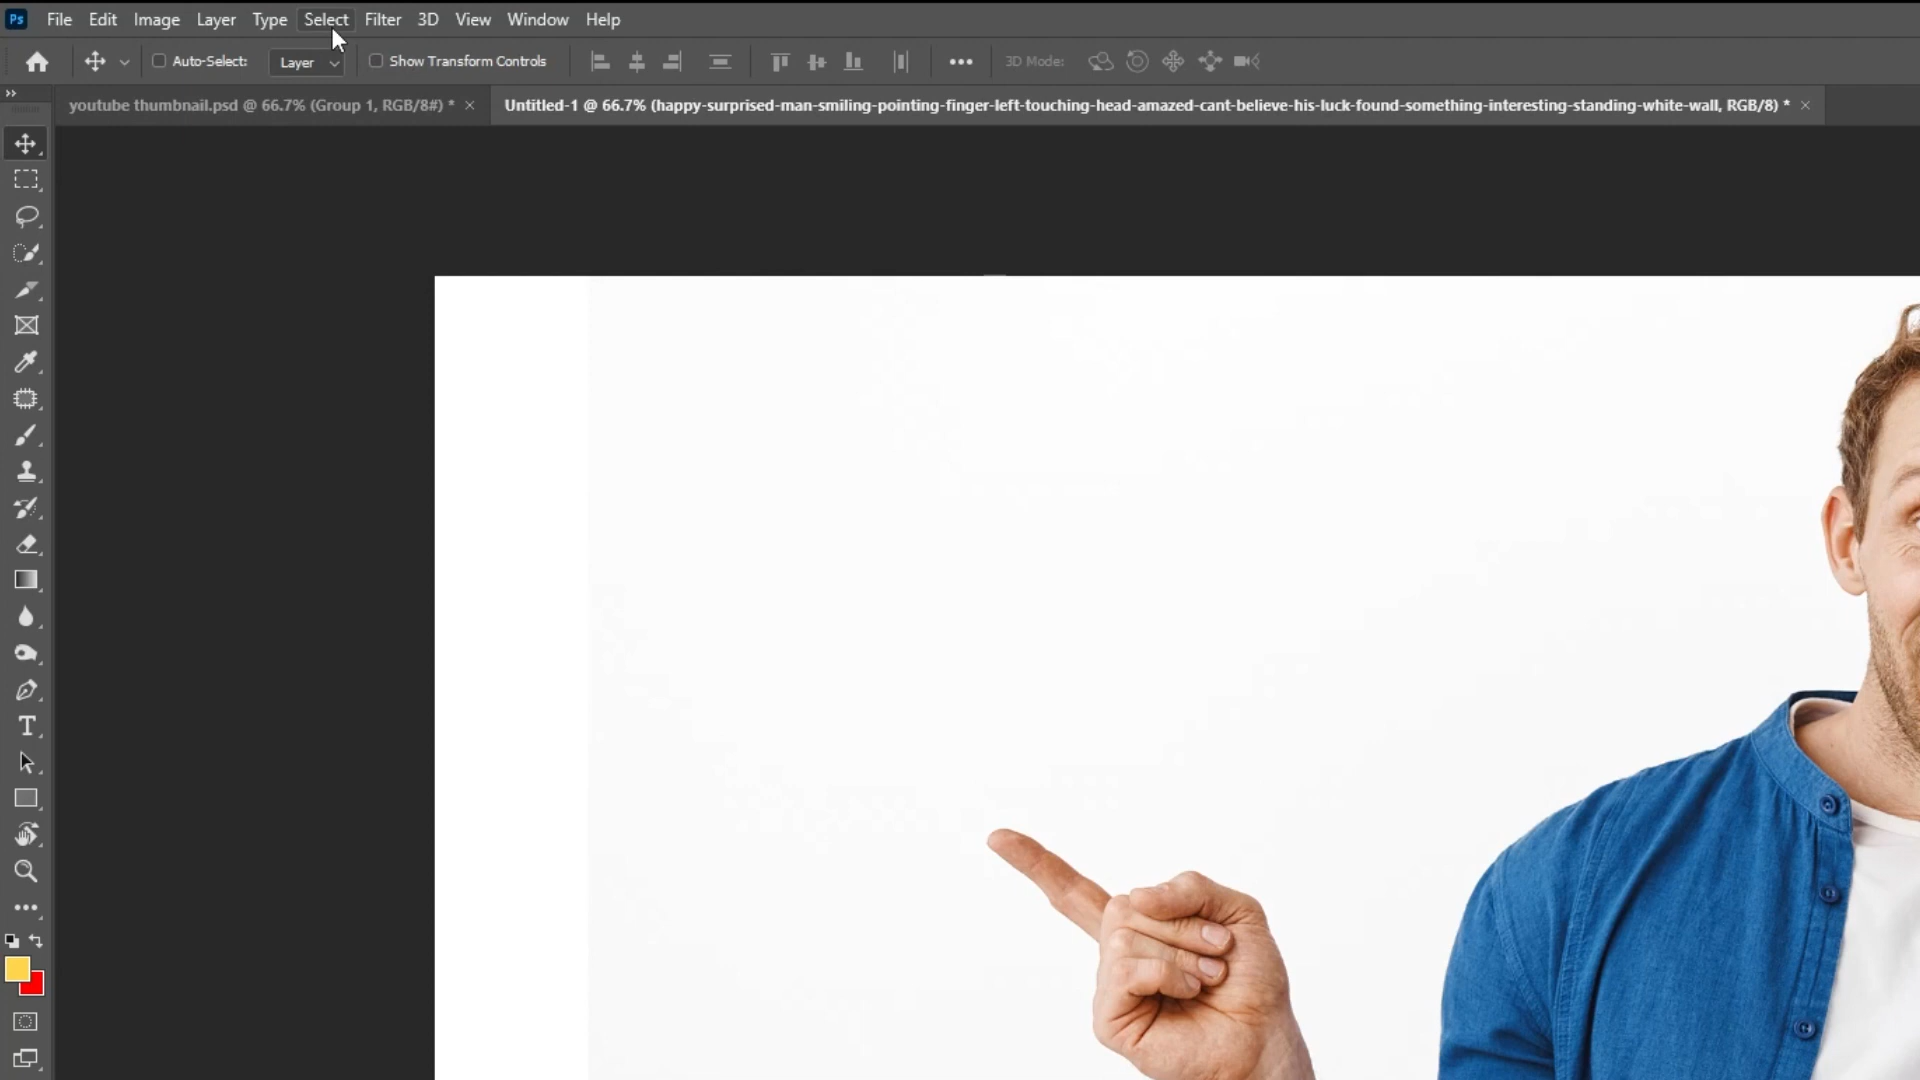 Ps File Edit Image Layer Type Select Filter 3D View Window Help
Auto-Select: Layer Show Transform Controls 3D Mode:
youtube thumbnail.psd @ 66.7% (Group 1, RGB/8#) * × Untitled-1 @ 66.7% (happy-surprised-man-smiling-pointing-finger-left-touching-head-amazed-cant-believe-his-luck-found-something-interesting-standing-white-wall, RGB/8) * ×